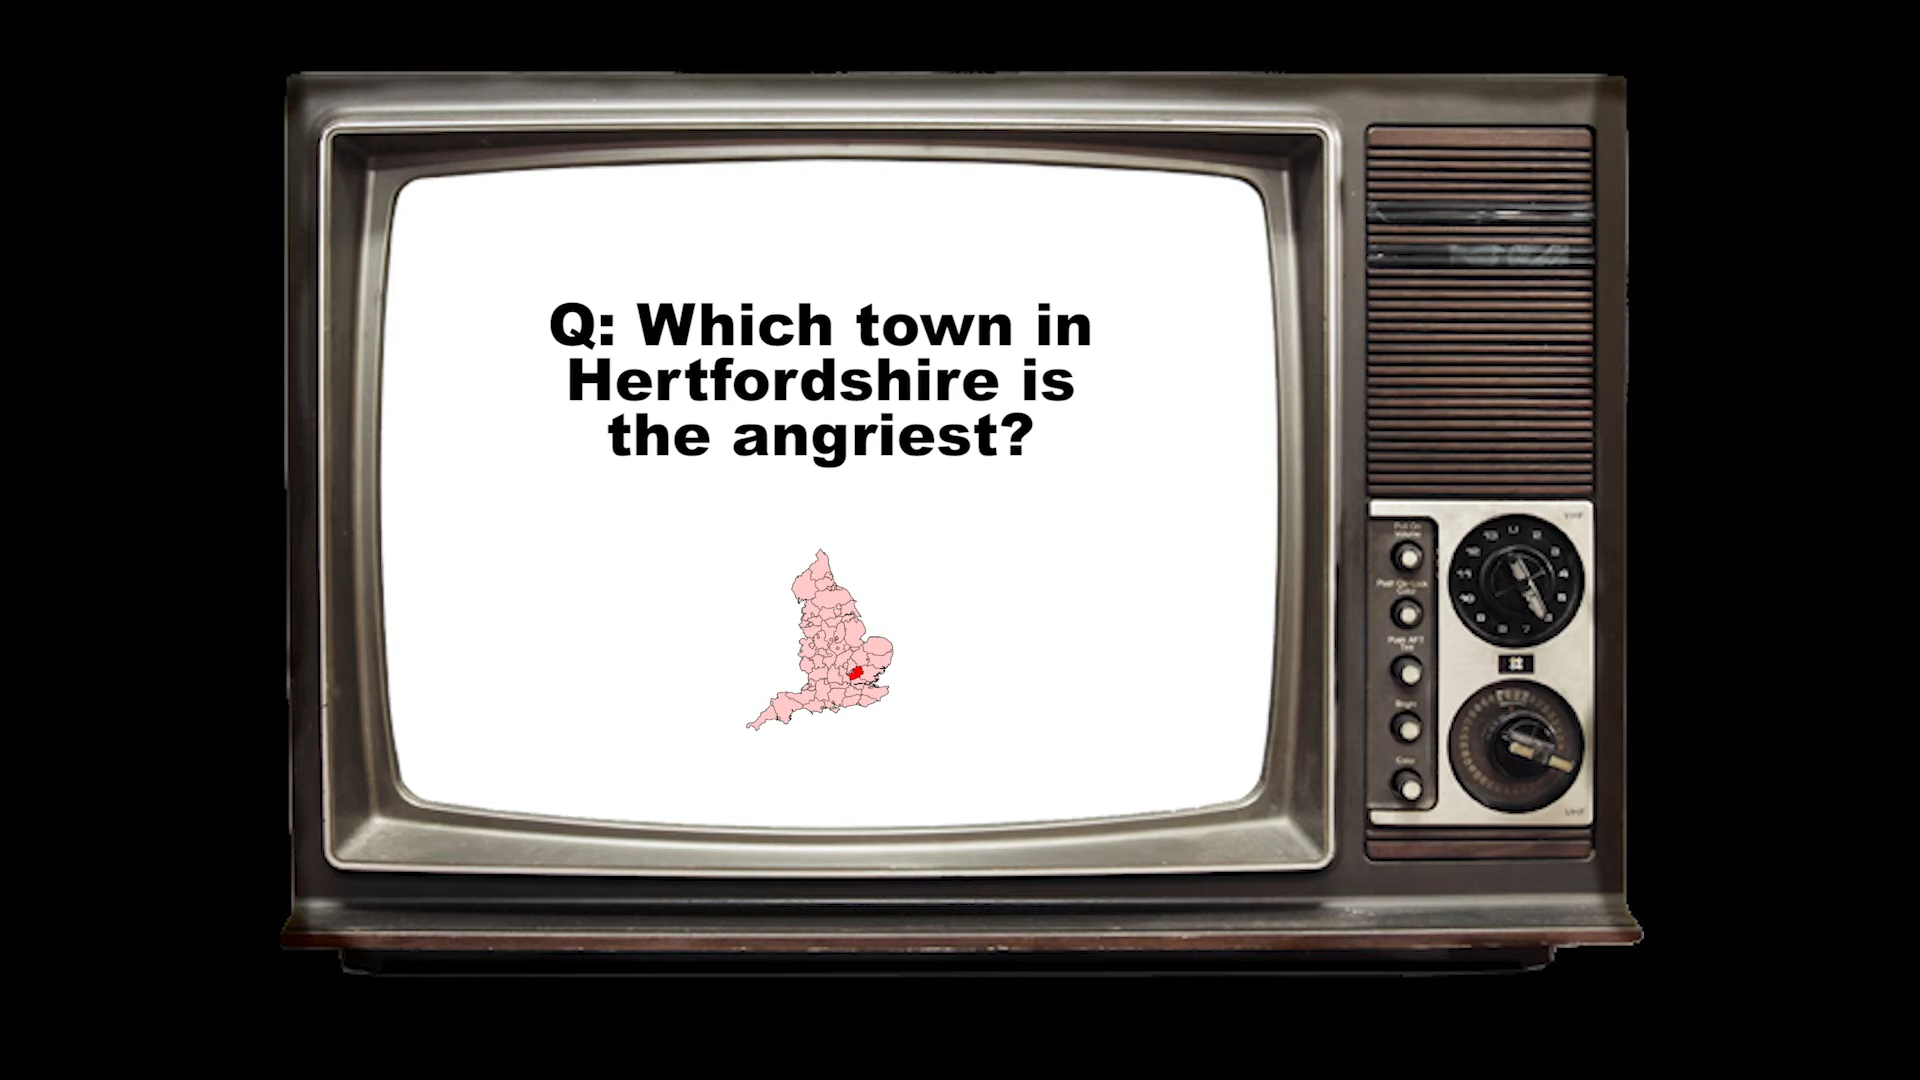 Q: Which town in
Hertfordshire is
the angriest?